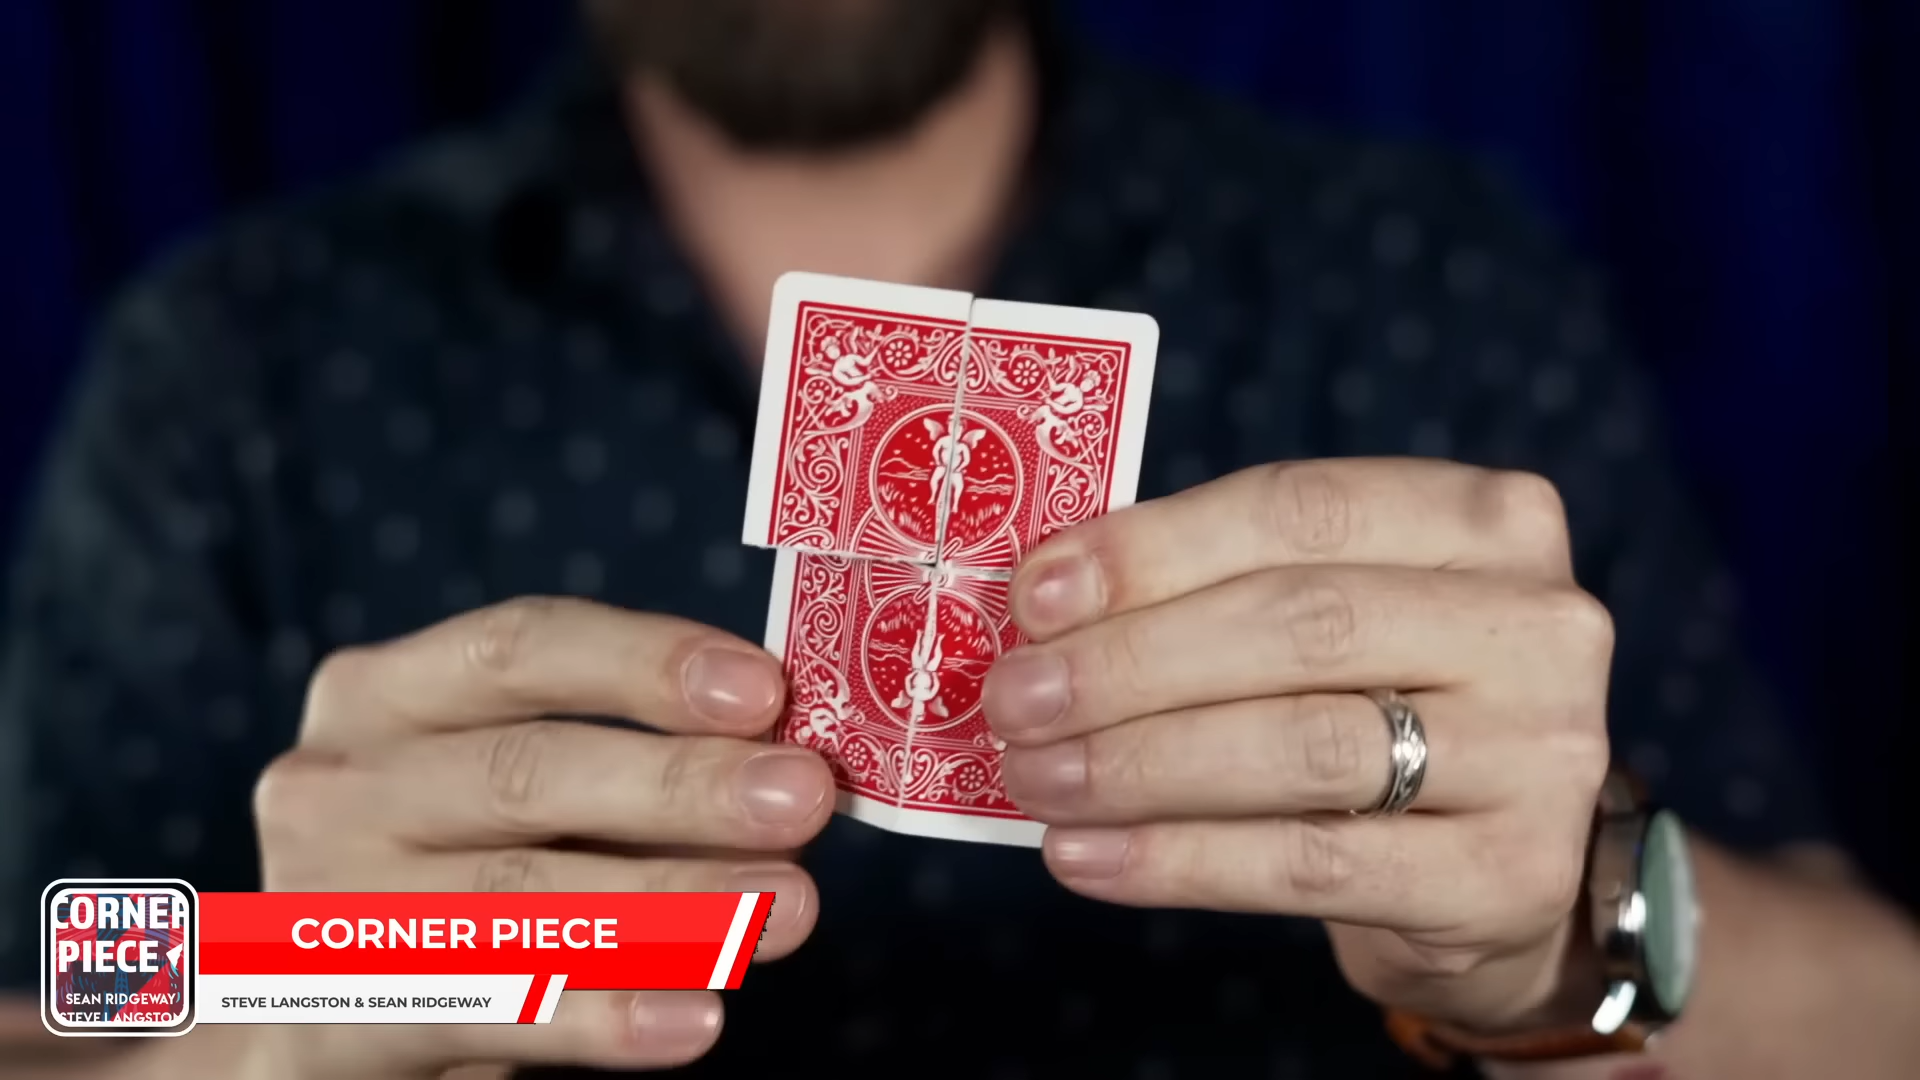 CORNER
PIECE
SEAN RIDGEWAY
STEVE LANGSTON
CORNER PIECE
STEVE LANGSTON & SEAN RIDGEWAY